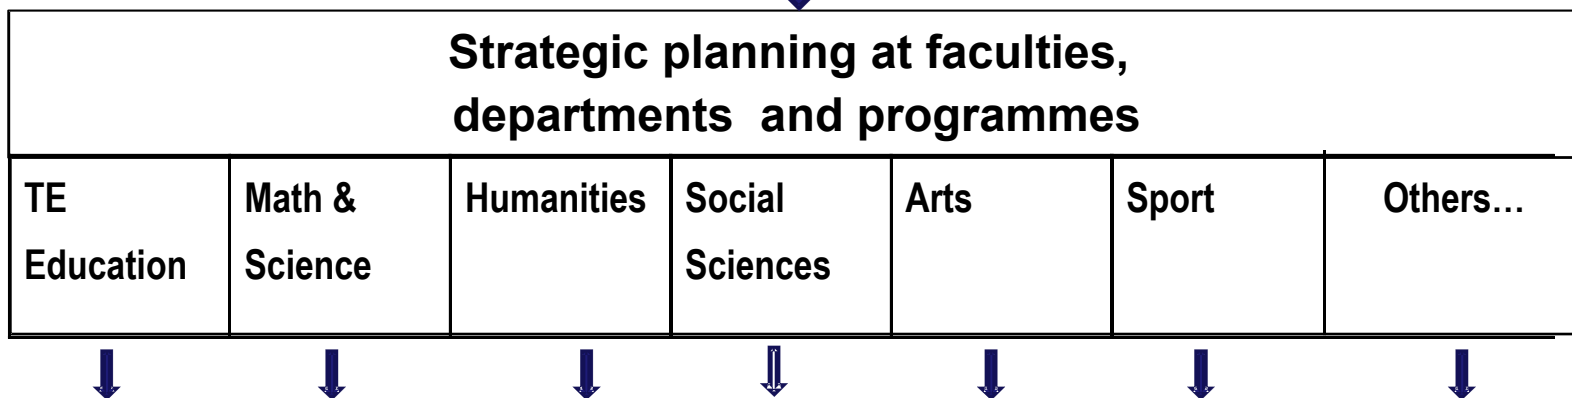 Strategic planning at faculties,
departments and programmes
TE
Education
Math &
Science
Humanities
Social
Sciences
Arts
Sport
Others…